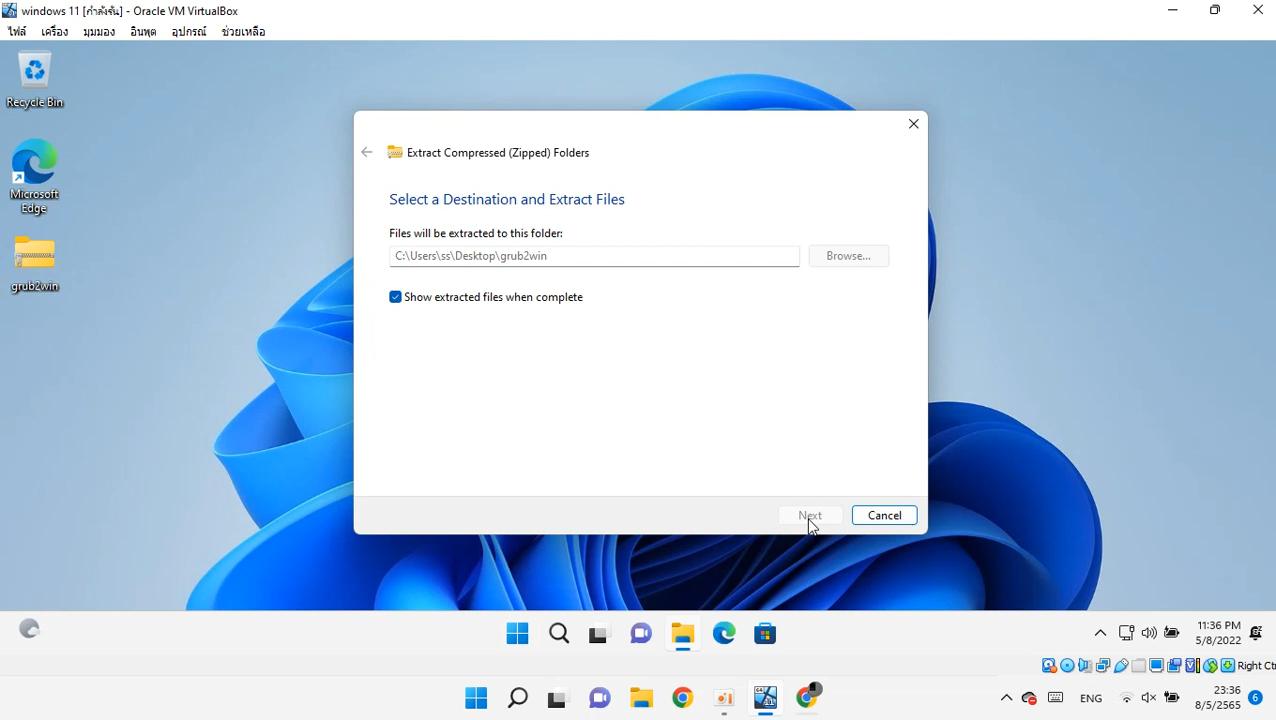 windows 11 [กำลังรัน] - Oracle VM VirtualBox
ไฟล์ เครื่อง มุมมอง อินพุต อุปกรณ์ ช่วยเหลือ
Recycle Bin
Microsoft
Edge
grub2win
Extract Compressed (Zipped) Folders
Select a Destination and Extract Files
Files will be extracted to this folder:
C:\Users\ss\Desktop\grub2win
Browse...
Show extracted files when complete
Next
Cancel
11:36 PM
5/8/2022
Right Ct
ENG
23:36
8/5/2565
6